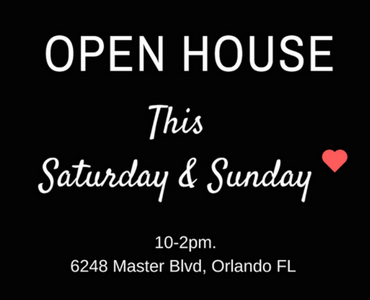 OPEN HOUSE
This
Saturday & Sunday
10-2pm.
6248 Master Blvd, Orlando FL